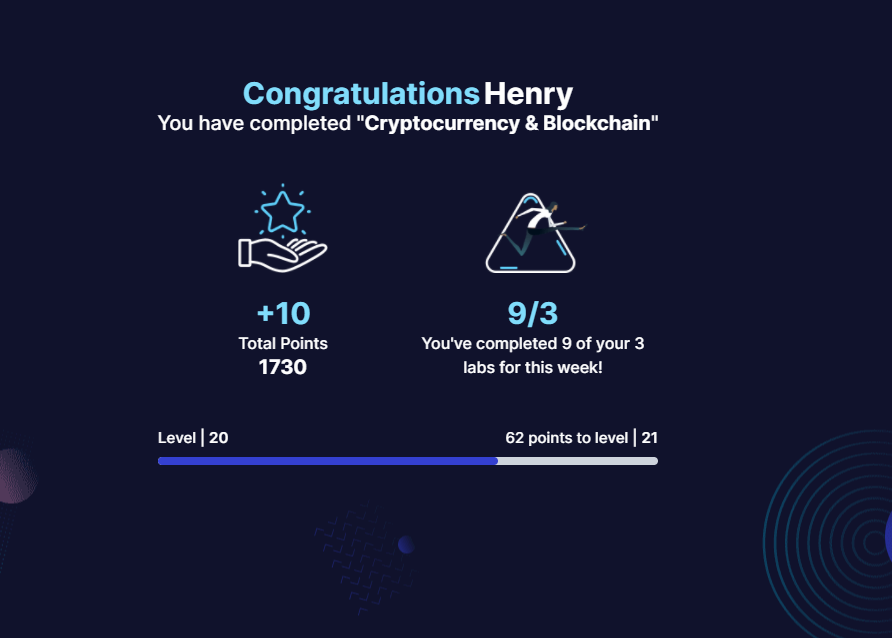 Congratulations Henry
You have completed "Cryptocurrency & Blockchain"
+10
Total Points
1730
9/3
You've completed 9 of your 3
labs for this week!
Level | 20
62 points to level | 21